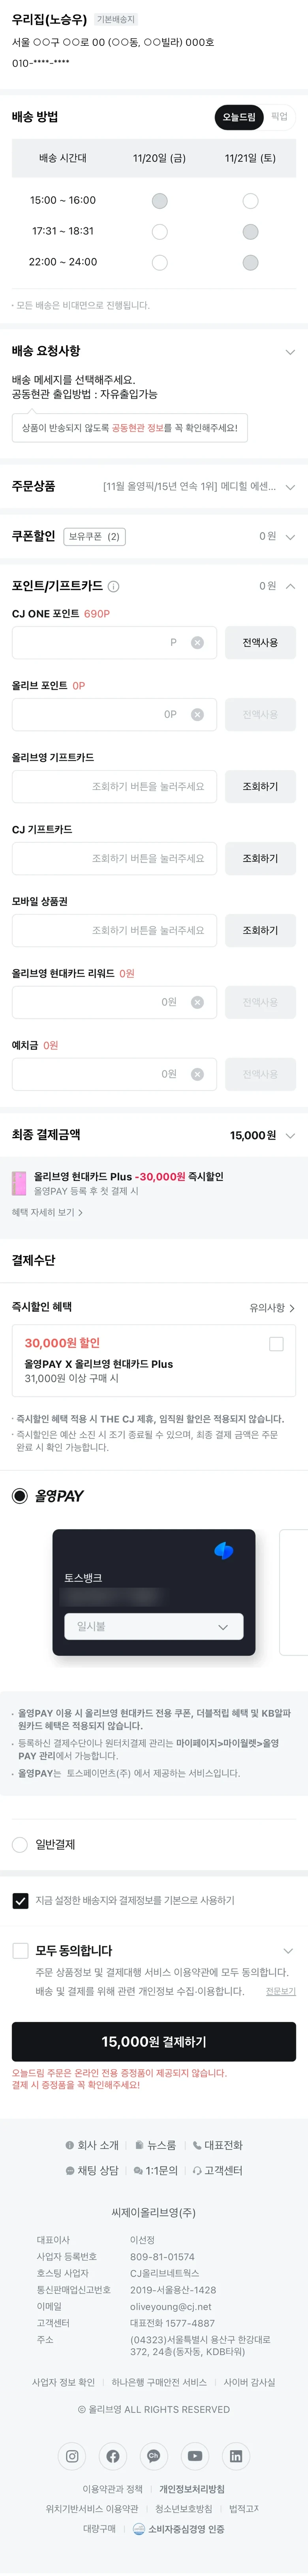 우리집(노승우) 기본배송지
서울 ○○구 ○○로 00 (○○동, ○○빌라) 000호
010-****-****
배송 방법
오늘드림 픽업
배송 시간대 11/20일 (금) 11/21일 (토)
15:00 ~ 16:00
17:31 ~ 18:31
22:00 ~ 24:00
· 모든 배송은 비대면으로 진행됩니다.
배송 요청사항
배송 메세지를 선택해주세요.
공동현관 출입방법 : 자유출입가능
상품이 반송되지 않도록 공동현관 정보를 꼭 확인해주세요!
주문상품 [11월 올영픽/15년 연속 1위] 메디힐 에센...
쿠폰할인 보유쿠폰 (2) 0원
포인트/기프트카드 0원
CJ ONE 포인트 690P
P 전액사용
올리브 포인트 0P
0P 전액사용
올리브영 기프트카드
조회하기 버튼을 눌러주세요 조회하기
CJ 기프트카드
조회하기 버튼을 눌러주세요 조회하기
모바일 상품권
조회하기 버튼을 눌러주세요 조회하기
올리브영 현대카드 리워드 0원
0원 전액사용
예치금 0원
0원 전액사용
최종 결제금액 15,000원
올리브영 현대카드 Plus -30,000원 즉시할인
올영PAY 등록 후 첫 결제 시
혜택 자세히 보기 >
결제수단
즉시할인 혜택 유의사항 >
30,000원 할인
올영PAY X 올리브영 현대카드 Plus
31,000원 이상 구매 시
· 즉시할인 혜택 적용 시 THE CJ 제휴, 임직원 할인은 적용되지 않습니다.
· 즉시할인은 예산 소진 시 조기 종료될 수 있으며, 최종 결제 금액은 주문
완료 시 확인 가능합니다.
올영PAY
토스뱅크
일시불
· 올영PAY 이용 시 올리브영 현대카드 전용 쿠폰, 더블적립 혜택 및 KB알파
원카드 혜택은 적용되지 않습니다.
· 등록하신 결제수단이나 원터치결제 관리는 마이페이지>마이월렛>올영
PAY 관리에서 가능합니다.
· 올영PAY는 토스페이먼츠(주) 에서 제공하는 서비스입니다.
일반결제
지금 설정한 배송지와 결제정보를 기본으로 사용하기
모두 동의합니다
주문 상품정보 및 결제대행 서비스 이용약관에 모두 동의합니다.
배송 및 결제를 위해 관련 개인정보 수집·이용합니다. 전문보기
15,000원 결제하기
오늘드림 주문은 온라인 전용 증정품이 제공되지 않습니다.
결제 시 증정품을 꼭 확인해주세요!
회사 소개 뉴스룸 대표전화
채팅 상담 1:1문의 고객센터
씨제이올리브영(주)
대표이사 이선정
사업자 등록번호 809-81-01574
호스팅 사업자 CJ올리브네트웍스
통신판매업신고번호 2019-서울용산-1428
이메일 oliveyoung@cj.net
고객센터 대표전화 1577-4887
주소 (04323)서울특별시 용산구 한강대로
372, 24층(동자동, KDB타워)
사업자 정보 확인 하나은행 구매안전 서비스 사이버 감사실
ⓒ 올리브영 ALL RIGHTS RESERVED
Ch
in
이용약관과 정책 개인정보처리방침
위치기반서비스 이용약관 청소년보호방침 법적고지
대량구매 소비자중심경영 인증